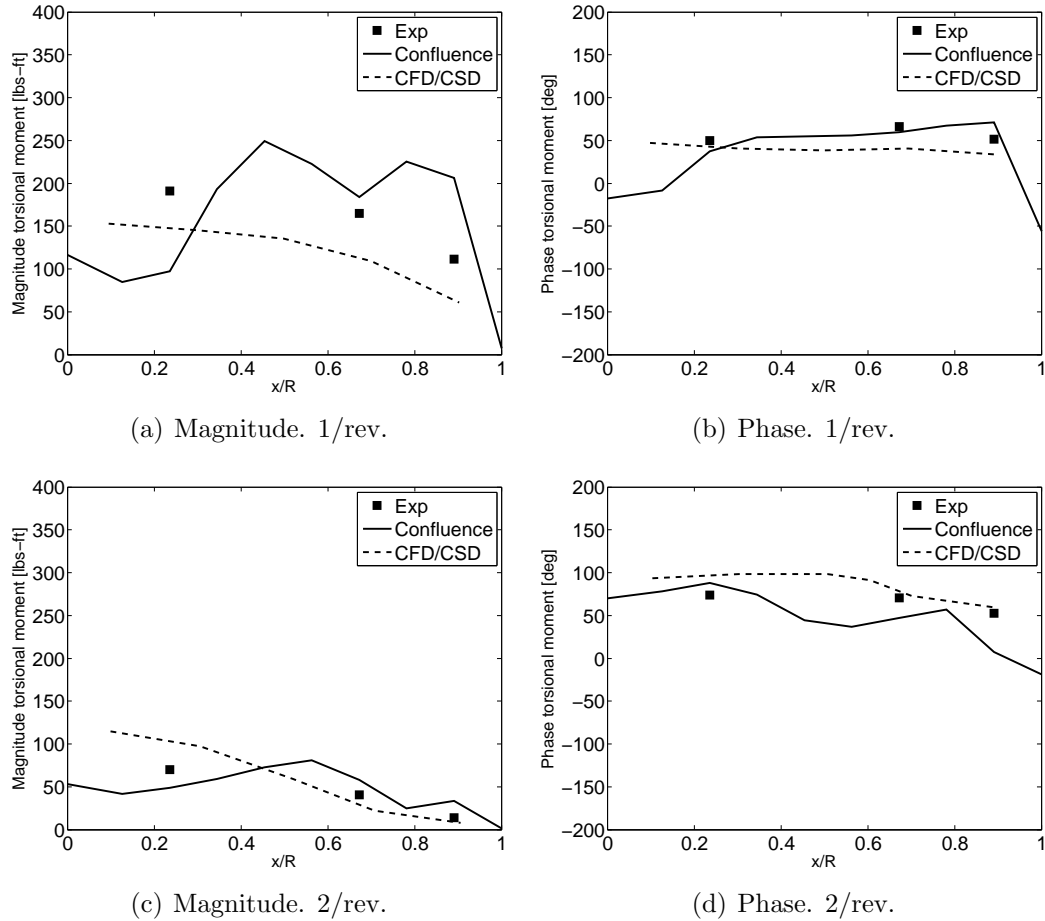 400
350
300
250
200
150
100
50
0
0 0.2 0.4 0.6 0.8 1
x/R
Magnitude torsional moment [lbs−ft]
Exp
Confluence
CFD/CSD
(a) Magnitude. 1/rev.
200
150
100
50
0
−50
−100
−150
−200
0 0.2 0.4 0.6 0.8 1
x/R
Phase torsional moment [deg]
Exp
Confluence
CFD/CSD
(b) Phase. 1/rev.
400
350
300
250
200
150
100
50
0
0 0.2 0.4 0.6 0.8 1
x/R
Magnitude torsional moment [lbs−ft]
Exp
Confluence
CFD/CSD
(c) Magnitude. 2/rev.
200
150
100
50
0
−50
−100
−150
−200
0 0.2 0.4 0.6 0.8 1
x/R
Phase torsional moment [deg]
Exp
Confluence
CFD/CSD
(d) Phase. 2/rev.